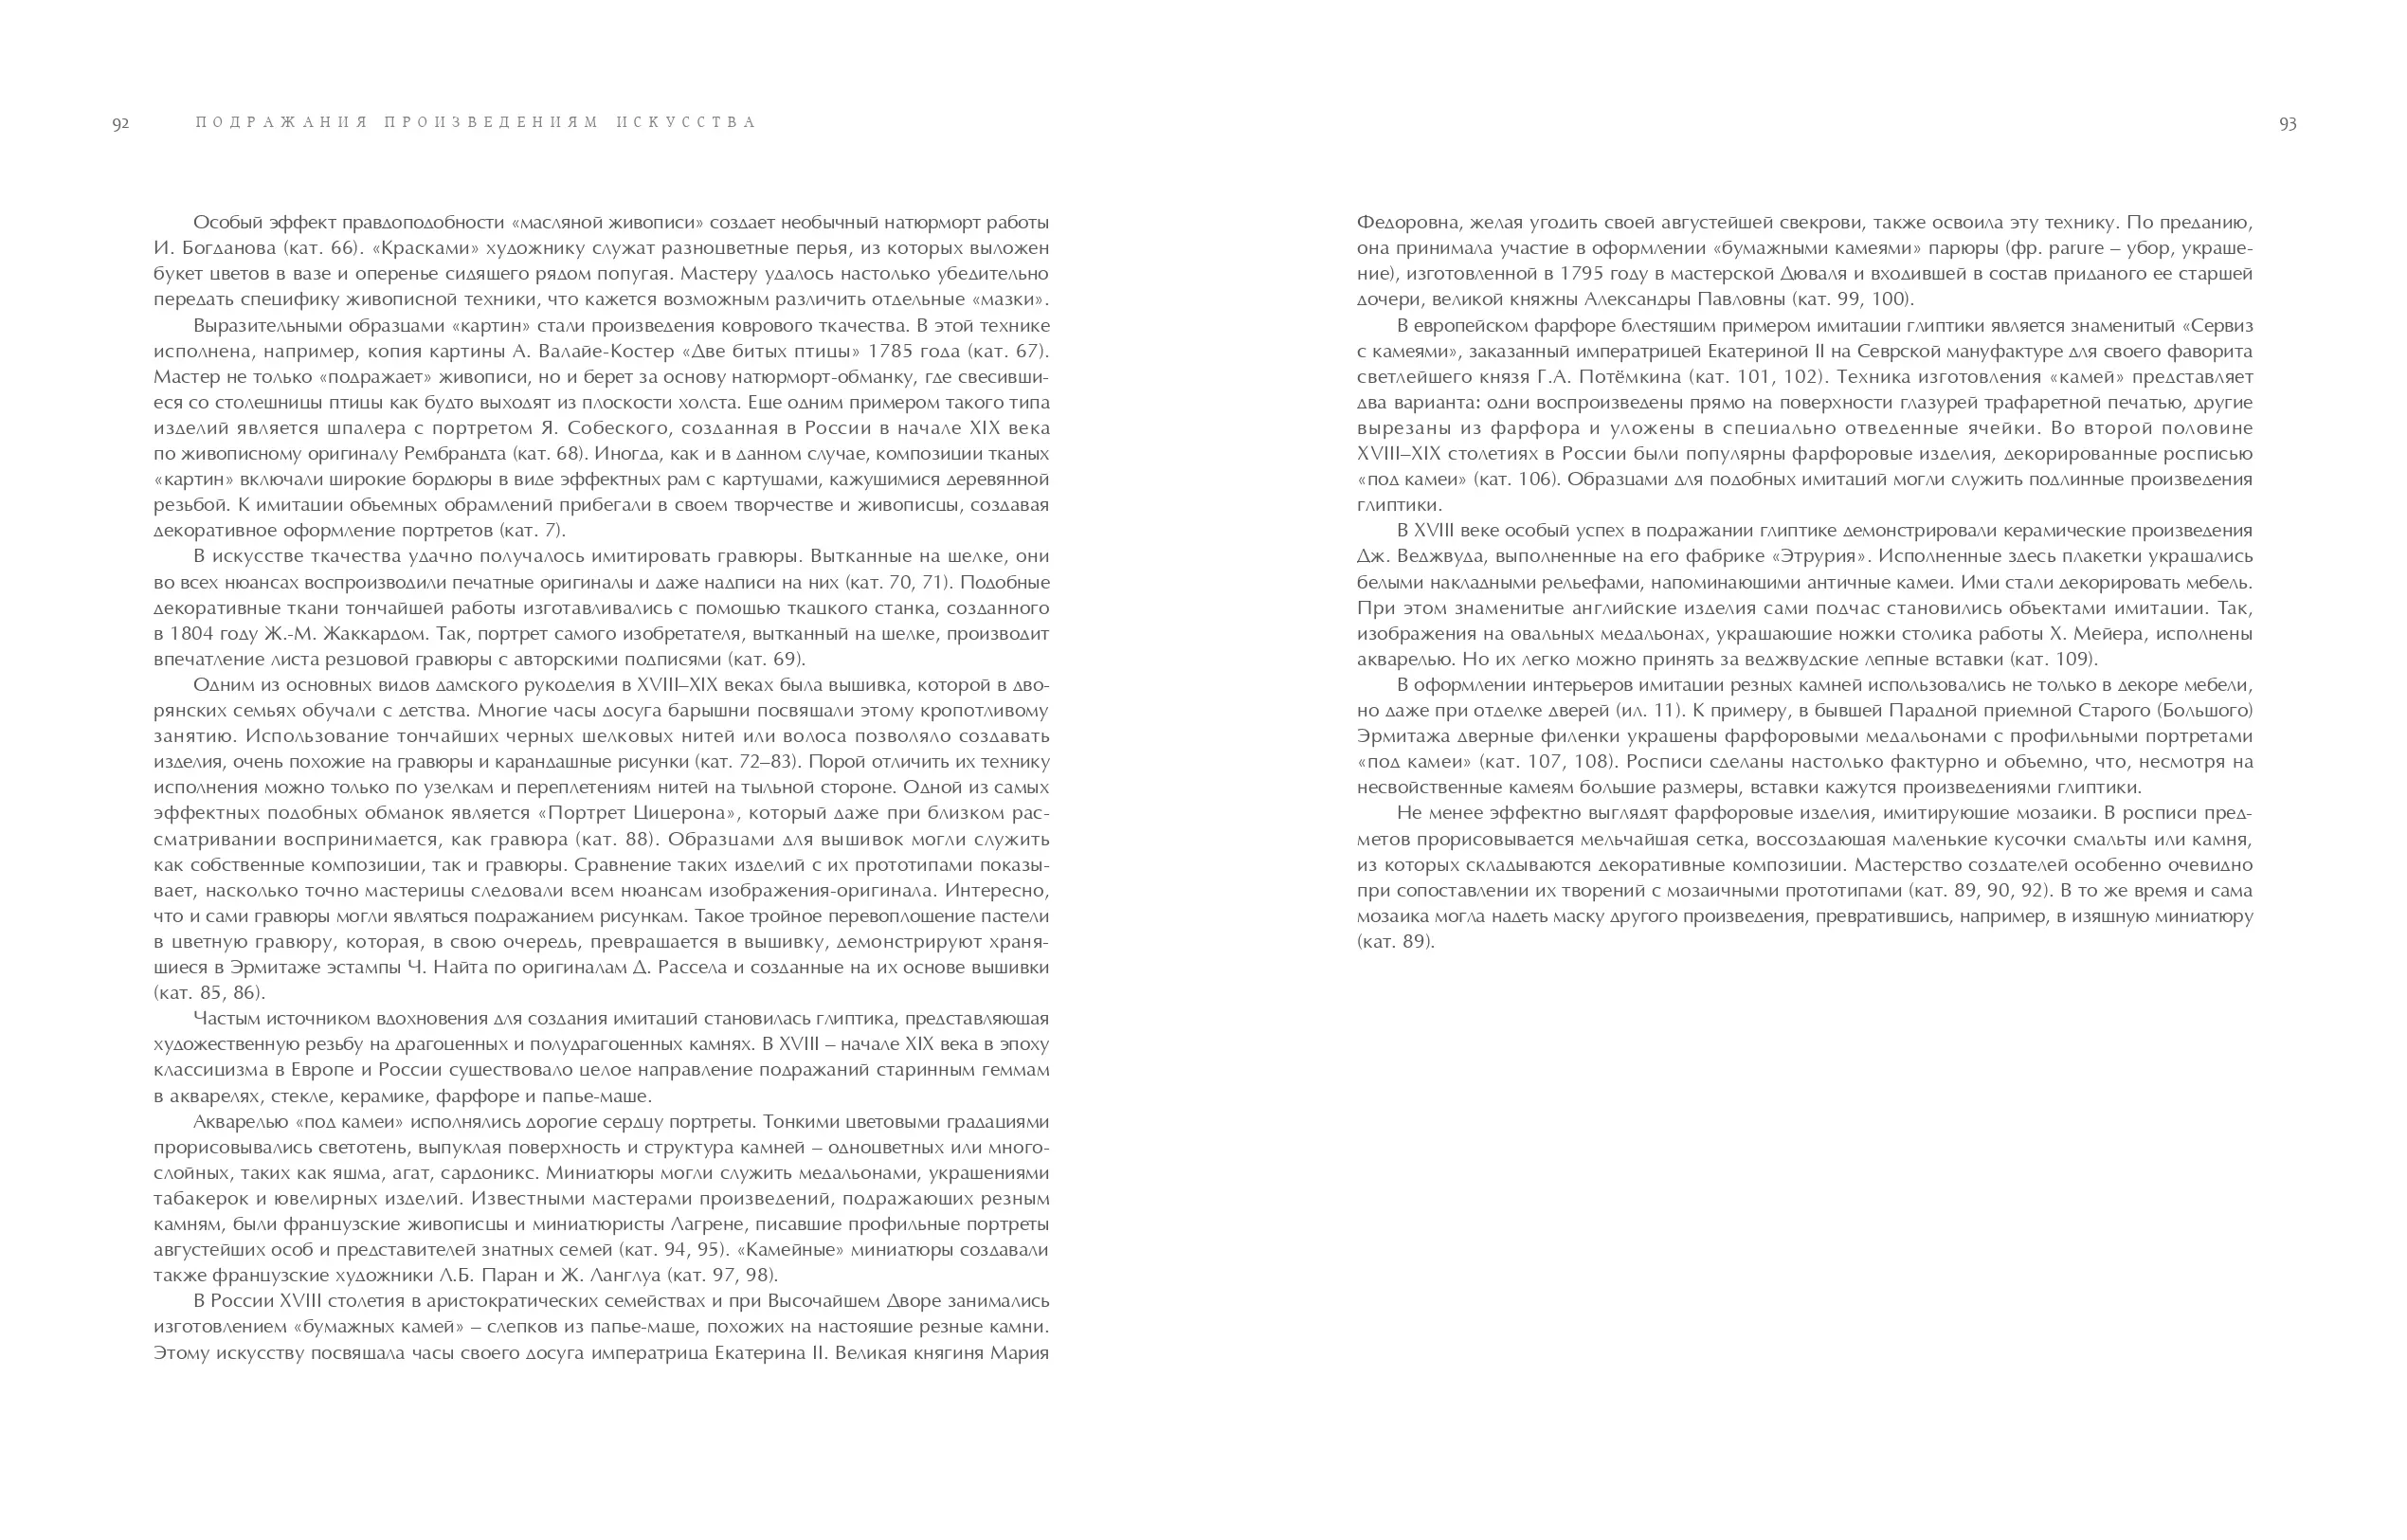 92
ПОДРАЖАНИЯ ПРОИЗВЕДЕНИЯМ ИСКУССТВА
Особый эффект правдоподобности «масляной живописи» создает необычный натюрморт работы
И. Богданова (кат. 66). «Красками» художнику служат разноцветные перья, из которых выложен
букет цветов в вазе и оперенье сидящего рядом попугая. Мастеру удалось настолько убедительно
передать специфику живописной техники, что кажется возможным различить отдельные «мазки».
Выразительными образцами «картин» стали произведения коврового ткачества. В этой технике
исполнена, например, копия картины А. Валайе-Костер «Две битых птицы» 1785 года (кат. 67).
Мастер не только «подражает» живописи, но и берет за основу натюрморт-обманку, где свесивши-
еся со столешницы птицы как будто выходят из плоскости холста. Еще одним примером такого типа
изделий является шпалера с портретом Я. Собеского, созданная в России в начале XIX века
по живописному оригиналу Рембрандта (кат. 68). Иногда, как и в данном случае, композиции тканых
«картин» включали широкие бордюры в виде эффектных рам с картушами, кажущимися деревянной
резьбой. К имитации объемных обрамлений прибегали в своем творчестве и живописцы, создавая
декоративное оформление портретов (кат. 7).
В искусстве ткачества удачно получалось имитировать гравюры. Вытканные на шелке, они
во всех нюансах воспроизводили печатные оригиналы и даже надписи на них (кат. 70, 71). Подобные
декоративные ткани тончайшей работы изготавливались с помощью ткацкого станка, созданного
в 1804 году Ж.-М. Жаккардом. Так, портрет самого изобретателя, вытканный на шелке, производит
впечатление листа резцовой гравюры с авторскими подписями (кат. 69).
Одним из основных видов дамского рукоделия в XVIII–XIX веках была вышивка, которой в дво-
рянских семьях обучали с детства. Многие часы досуга барышни посвящали этому кропотливому
занятию. Использование тончайших черных шелковых нитей или волоса позволяло создавать
изделия, очень похожие на гравюры и карандашные рисунки (кат. 72–83). Порой отличить их технику
исполнения можно только по узелкам и переплетениям нитей на тыльной стороне. Одной из самых
эффектных подобных обманок является «Портрет Цицерона», который даже при близком рас-
сматривании воспринимается, как гравюра (кат. 88). Образцами для вышивок могли служить
как собственные композиции, так и гравюры. Сравнение таких изделий с их прототипами показы-
вает, насколько точно мастерицы следовали всем нюансам изображения-оригинала. Интересно,
что и сами гравюры могли являться подражанием рисункам. Такое тройное перевоплощение пастели
в цветную гравюру, которая, в свою очередь, превращается в вышивку, демонстрируют храня-
щиеся в Эрмитаже эстампы Ч. Найта по оригиналам Д. Рассела и созданные на их основе вышивки
(кат. 85, 86).
Частым источником вдохновения для создания имитаций становилась глиптика, представляющая
художественную резьбу на драгоценных и полудрагоценных камнях. В XVIII – начале XIX века в эпоху
классицизма в Европе и России существовало целое направление подражаний старинным геммам
в акварелях, стекле, керамике, фарфоре и папье-маше.
Акварелью «под камеи» исполнялись дорогие сердцу портреты. Тонкими цветовыми градациями
прорисовывались светотень, выпуклая поверхность и структура камней – одноцветных или много-
слойных, таких как яшма, агат, сардоникс. Миниатюры могли служить медальонами, украшениями
табакерок и ювелирных изделий. Известными мастерами произведений, подражающих резным
камням, были французские живописцы и миниатюристы Лагрене, писавшие профильные портреты
августейших особ и представителей знатных семей (кат. 94, 95). «Камейные» миниатюры создавали
также французские художники Л.Б. Паран и Ж. Ланглуа (кат. 97, 98).
В России XVIII столетия в аристократических семействах и при Высочайшем Дворе занимались
изготовлением «бумажных камей» – слепков из папье-маше, похожих на настоящие резные камни.
Этому искусству посвящала часы своего досуга императрица Екатерина II. Великая княгиня Мария
93
Федоровна, желая угодить своей августейшей свекрови, также освоила эту технику. По преданию,
она принимала участие в оформлении «бумажными камеями» парюры (фр. parure – убор, украше-
ние), изготовленной в 1795 году в мастерской Дюваля и входившей в состав приданого ее старшей
дочери, великой княжны Александры Павловны (кат. 99, 100).
В европейском фарфоре блестящим примером имитации глиптики является знаменитый «Сервиз
с камеями», заказанный императрицей Екатериной II на Севрской мануфактуре для своего фаворита
светлейшего князя Г.А. Потёмкина (кат. 101, 102). Техника изготовления «камей» представляет
два варианта: одни воспроизведены прямо на поверхности глазурей трафаретной печатью, другие
вырезаны из фарфора и уложены в специально отведенные ячейки. Во второй половине
XVIII–XIX столетиях в России были популярны фарфоровые изделия, декорированные росписью
«под камеи» (кат. 106). Образцами для подобных имитаций могли служить подлинные произведения
глиптики.
В XVIII веке особый успех в подражании глиптике демонстрировали керамические произведения
Дж. Веджвуда, выполненные на его фабрике «Этрурия». Исполненные здесь плакетки украшались
белыми накладными рельефами, напоминающими античные камеи. Ими стали декорировать мебель.
При этом знаменитые английские изделия сами подчас становились объектами имитации. Так,
изображения на овальных медальонах, украшающие ножки столика работы Х. Мейера, исполнены
акварелью. Но их легко можно принять за веджвудские лепные вставки (кат. 109).
В оформлении интерьеров имитации резных камней использовались не только в декоре мебели,
но даже при отделке дверей (ил. 11). К примеру, в бывшей Парадной приемной Старого (Большого)
Эрмитажа дверные филенки украшены фарфоровыми медальонами с профильными портретами
«под камеи» (кат. 107, 108). Росписи сделаны настолько фактурно и объемно, что, несмотря на
несвойственные камеям большие размеры, вставки кажутся произведениями глиптики.
Не менее эффектно выглядят фарфоровые изделия, имитирующие мозаики. В росписи пред-
метов прорисовывается мельчайшая сетка, воссоздающая маленькие кусочки смальты или камня,
из которых складываются декоративные композиции. Мастерство создателей особенно очевидно
при сопоставлении их творений с мозаичными прототипами (кат. 89, 90, 92). В то же время и сама
мозаика могла надеть маску другого произведения, превратившись, например, в изящную миниатюру
(кат. 89).